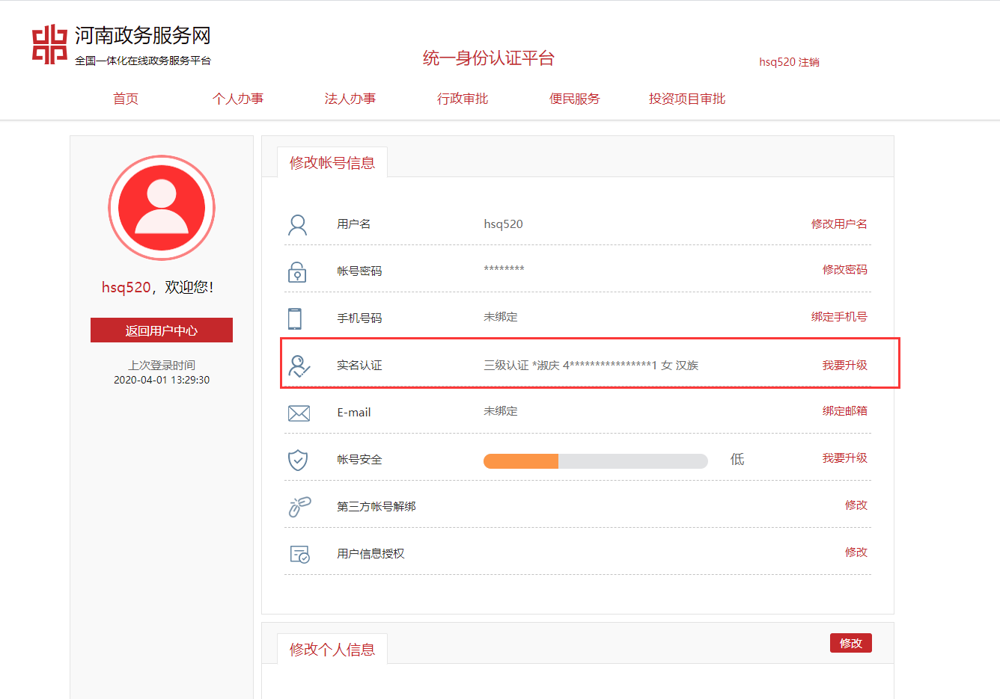 河南政务服务网
全国一体化在线政务服务平台
统一身份认证平台
hsq520 注销
首页 个人办事 法人办事 行政审批 便民服务 投资项目审批
hsq520，欢迎您！
返回用户中心
上次登录时间
2020-04-01 13:29:30
修改帐号信息
用户名 hsq520 修改用户名
帐号密码 ******** 修改密码
手机号码 未绑定 绑定手机号
实名认证 三级认证 *淑庆 4****************1 女 汉族 我要升级
E-mail 未绑定 绑定邮箱
帐号安全 低 我要升级
第三方帐号解绑 修改
用户信息授权 修改
修改个人信息 修改